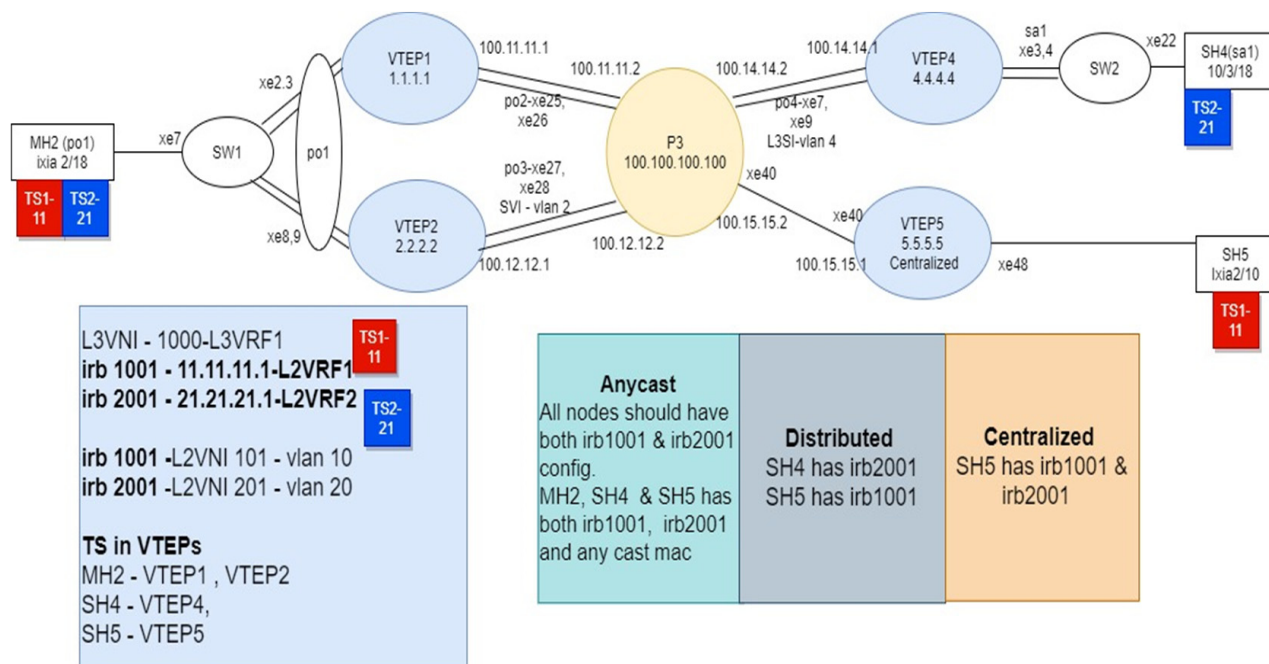 VTEP1
1.1.1.1
100.11.11.1
100.11.11.2
100.14.14.1
100.14.14.2
VTEP4
4.4.4.4
sa1
xe3,4
SW2
xe22
SH4(sa1)
10/3/18
TS2-
21
xe2.3
po2-xe25,
xe26
P3
100.100.100.100
po4-xe7,
xe9
L3SI-vlan 4
MH2 (po1)
ixia 2/18
TS1-
11
TS2-
21
xe7
SW1
po1
po3-xe27,
xe28
SVI - vlan 2
xe40
xe8,9
VTEP2
2.2.2.2
100.12.12.2
100.12.12.1
100.15.15.2
xe40
100.15.15.1
VTEP5
5.5.5.5
Centralized
xe48
SH5
Ixia2/10
TS1-
11
L3VNI - 1000-L3VRF1
irb 1001 - 11.11.11.1-L2VRF1
irb 2001 - 21.21.21.1-L2VRF2
TS1-
11
TS2-
21
irb 1001 -L2VNI 101 - vlan 10
irb 2001 -L2VNI 201 - vlan 20
TS in VTEPs
MH2 - VTEP1 , VTEP2
SH4 - VTEP4,
SH5 - VTEP5
Anycast
All nodes should have
both irb1001 & irb2001
config.
MH2, SH4 & SH5 has
both irb1001, irb2001
and any cast mac
Distributed
SH4 has irb2001
SH5 has irb1001
Centralized
SH5 has irb1001 &
irb2001